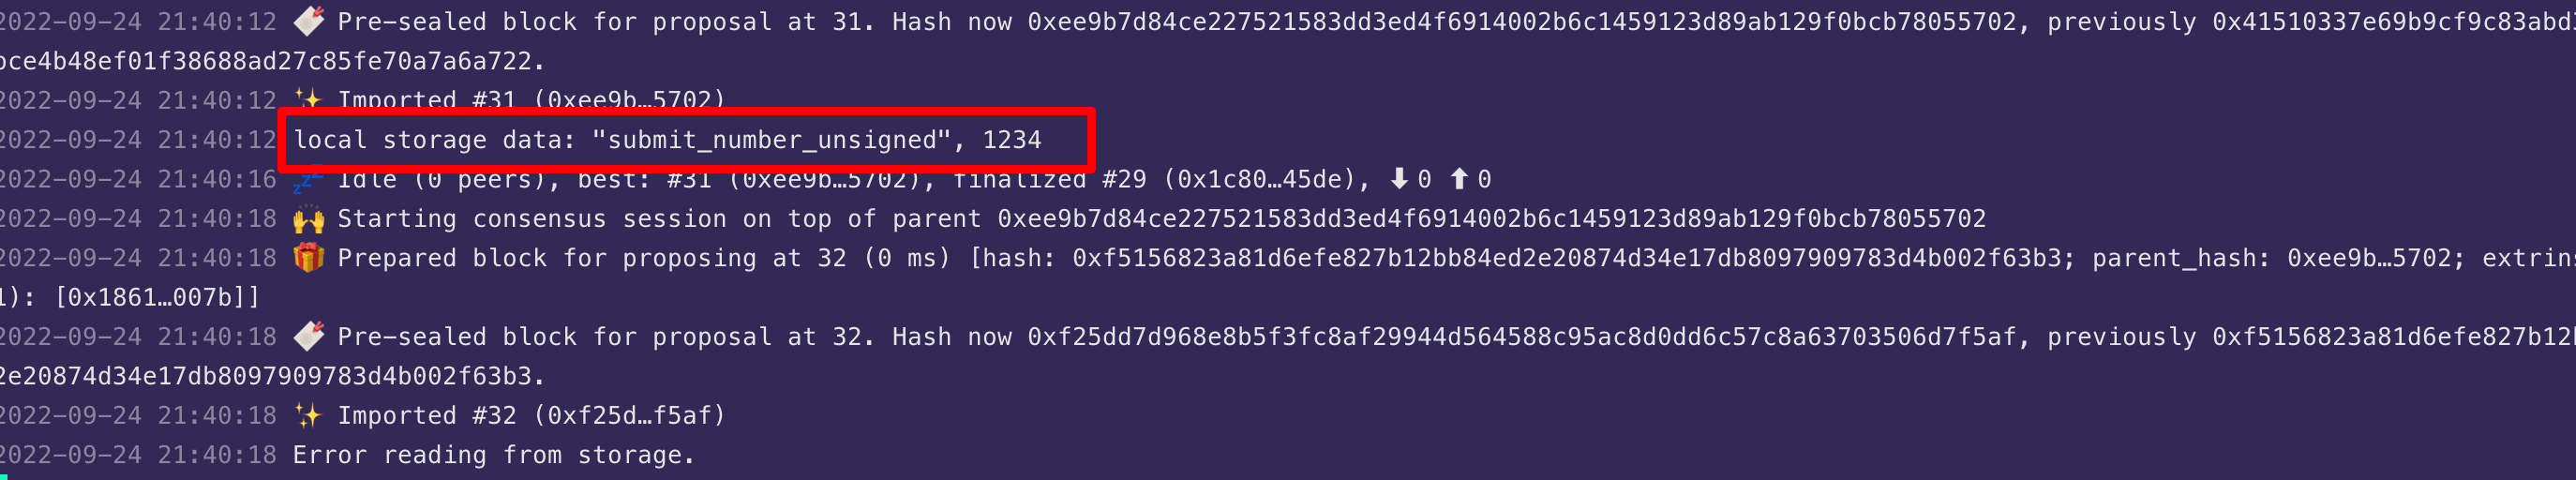 2022-09-24 21:40:12 🏷 Pre-sealed block for proposal at 31. Hash now 0xee9b7d84ce227521583dd3ed4f6914002b6c1459123d89ab129f0bcb78055702, previously 0x41510337e69b9cf9c83abd
bce4b48ef01f38688ad27c85fe70a7a6a722.
2022-09-24 21:40:12 ✨ Imported #31 (0xee9b…5702)
2022-09-24 21:40:12 local storage data: "submit_number_unsigned", 1234
2022-09-24 21:40:16 💤 Idle (0 peers), best: #31 (0xee9b…5702), finalized #29 (0x1c80…45de), ⬇ 0 ⬆ 0
2022-09-24 21:40:18 🙌 Starting consensus session on top of parent 0xee9b7d84ce227521583dd3ed4f6914002b6c1459123d89ab129f0bcb78055702
2022-09-24 21:40:18 🎁 Prepared block for proposing at 32 (0 ms) [hash: 0xf5156823a81d6efe827b12bb84ed2e20874d34e17db8097909783d4b002f63b3; parent_hash: 0xee9b…5702; extrins
1): [0x1861…007b]]
2022-09-24 21:40:18 🏷 Pre-sealed block for proposal at 32. Hash now 0xf25dd7d968e8b5f3fc8af29944d564588c95ac8d0dd6c57c8a63703506d7f5af, previously 0xf5156823a81d6efe827b12
2e20874d34e17db8097909783d4b002f63b3.
2022-09-24 21:40:18 ✨ Imported #32 (0xf25d…f5af)
2022-09-24 21:40:18 Error reading from storage.